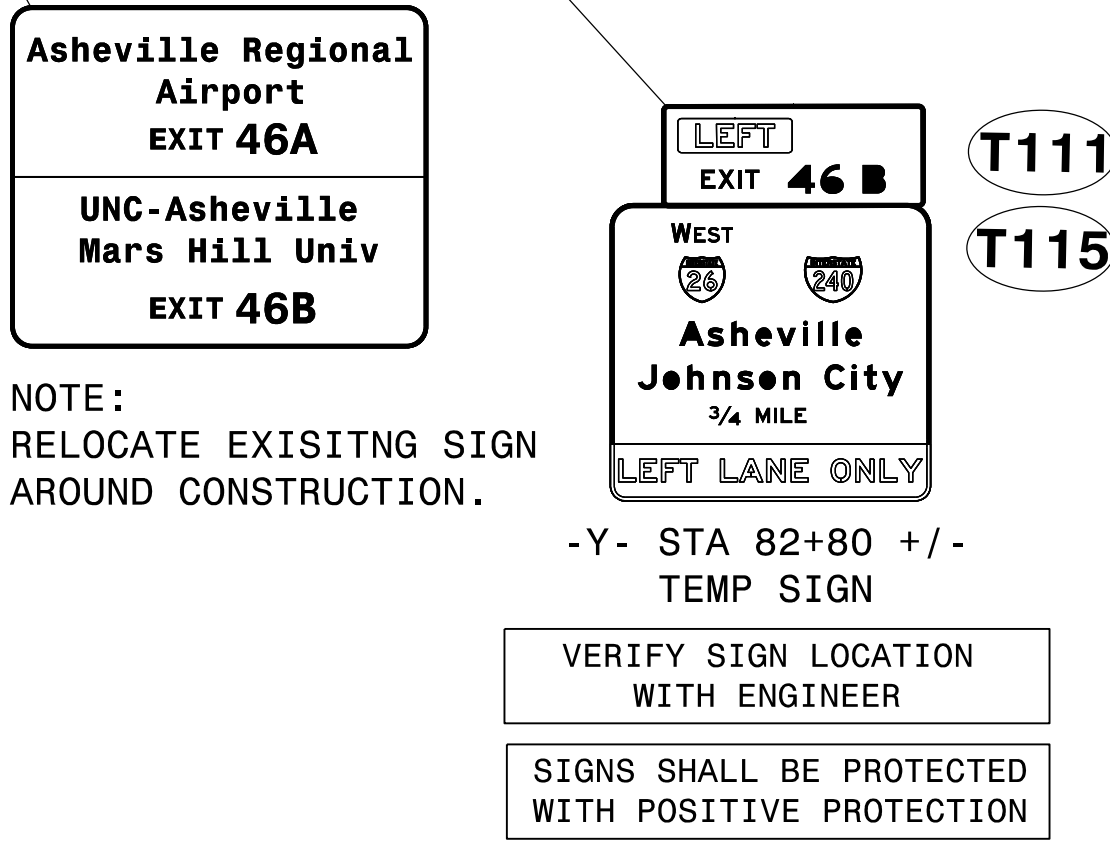 Asheville Regional
Airport
EXIT 46A
UNC-Asheville
Mars Hill Univ
EXIT 46B
NOTE:
RELOCATE EXISITNG SIGN
AROUND CONSTRUCTION.
LEFT
EXIT 46 B
WEST
26 INTERSTATE 240
Asheville
Johnson City
3/4 MILE
LEFT LANE ONLY
T111
T115
-Y- STA 82+80 +/-
TEMP SIGN
VERIFY SIGN LOCATION
WITH ENGINEER
SIGNS SHALL BE PROTECTED
WITH POSITIVE PROTECTION